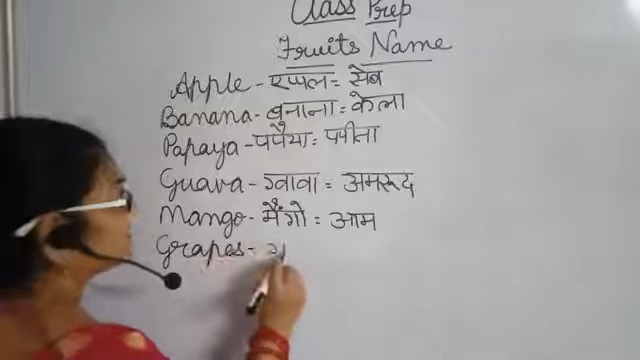 Class Prep
Fruits Name
Apple - एप्पल = सेब
Banana - बनाना = केला
Papaya - पपैया = पपीता
Guava - ग्वावा = अमरूद
Mango - मैंगो = आम
Grapes - ग्